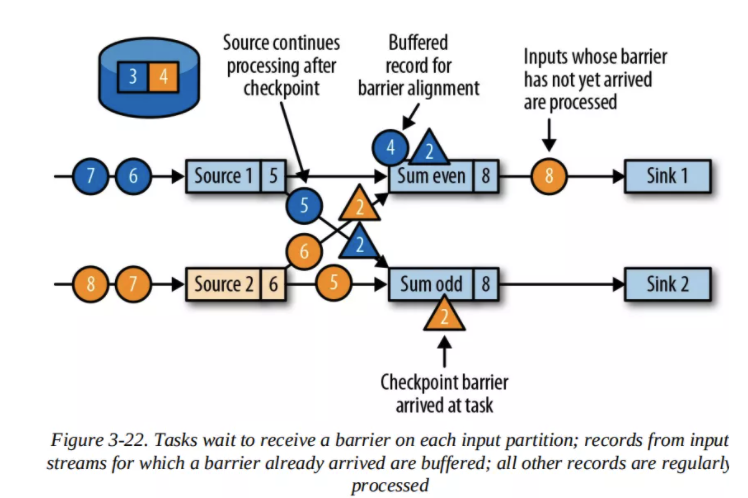 Source continues
processing after
checkpoint
Buffered
record for
barrier alignment
Inputs whose barrier
has not yet arrived
are processed
3 4
4 2
7 6 Source 1 5 Sum even 8 8 Sink 1
5 2
6 2
8 7 Source 2 6 5 Sum odd 8 Sink 2
2
Checkpoint barrier
arrived at task
Figure 3-22. Tasks wait to receive a barrier on each input partition; records from input
streams for which a barrier already arrived are buffered; all other records are regularly
processed